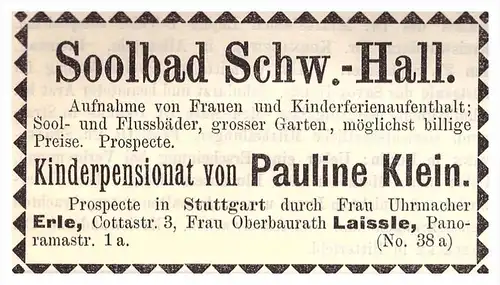 Soolbad Schw.-Hall.
Aufnahme von Frauen und Kinderferienaufenthalt;
Sool- und Flussbäder, grosser Garten, möglichst billige
Preise. Prospecte.
Kinderpensionat von Pauline Klein.
Prospecte in Stuttgart durch Frau Uhrmacher
Erle, Cottastr. 3, Frau Oberbaurath Laissle, Pano-
ramastr. 1 a. (No. 38 a)